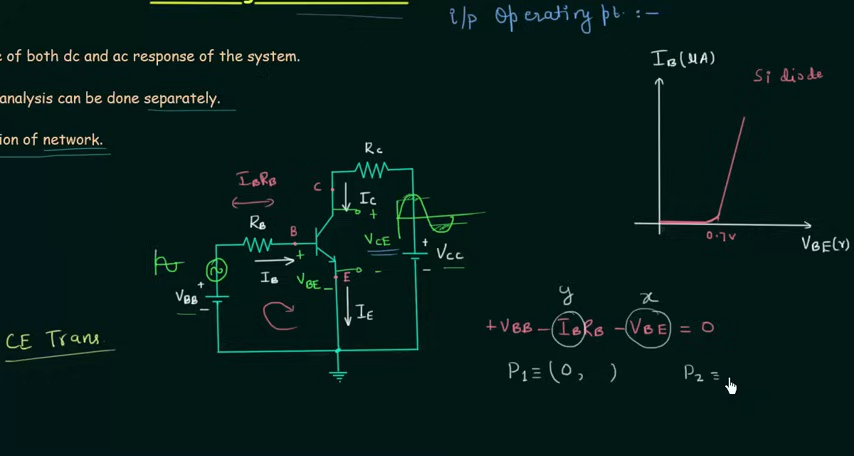 i/p Operating pt. :-
e of both dc and ac response of the system.
analysis can be done separately.
ion of network.
IB(μA)
Si diode
0.7V
VBE(v)
RC
IBRB
C
IC
RB
B
+
VCE
-
+
VCC
-
IB
+
VBE
-
E
IE
+
VBB
-
CE Trans.
y
x
+VBB - IBRB - VBE = 0
P1≡(0, )
P2 =